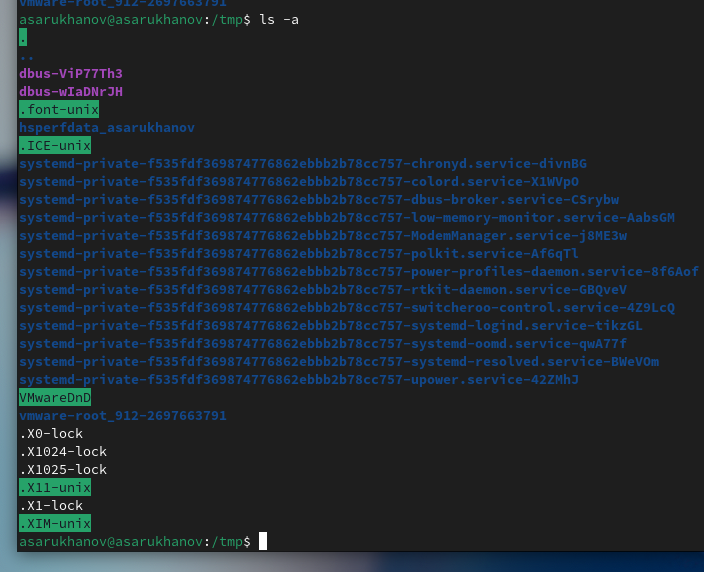 vmware-root_912-2697663791
asarukhanov@asarukhanov:/tmp$ ls -a
.
..
dbus-ViP77Th3
dbus-wIaDNrJH
.font-unix
hsperfdata_asarukhanov
.ICE-unix
systemd-private-f535fdf369874776862ebbb2b78cc757-chronyd.service-divnBG
systemd-private-f535fdf369874776862ebbb2b78cc757-colord.service-X1WVpO
systemd-private-f535fdf369874776862ebbb2b78cc757-dbus-broker.service-CSrybw
systemd-private-f535fdf369874776862ebbb2b78cc757-low-memory-monitor.service-AabsGM
systemd-private-f535fdf369874776862ebbb2b78cc757-ModemManager.service-j8ME3w
systemd-private-f535fdf369874776862ebbb2b78cc757-polkit.service-Af6qTl
systemd-private-f535fdf369874776862ebbb2b78cc757-power-profiles-daemon.service-8f6Aof
systemd-private-f535fdf369874776862ebbb2b78cc757-rtkit-daemon.service-GBQveV
systemd-private-f535fdf369874776862ebbb2b78cc757-switcheroo-control.service-4Z9LcQ
systemd-private-f535fdf369874776862ebbb2b78cc757-systemd-logind.service-tikzGL
systemd-private-f535fdf369874776862ebbb2b78cc757-systemd-oomd.service-qwA77f
systemd-private-f535fdf369874776862ebbb2b78cc757-systemd-resolved.service-BWeVOm
systemd-private-f535fdf369874776862ebbb2b78cc757-upower.service-42ZMhJ
VMwareDnD
vmware-root_912-2697663791
.X0-lock
.X1024-lock
.X1025-lock
.X11-unix
.X1-lock
.XIM-unix
asarukhanov@asarukhanov:/tmp$